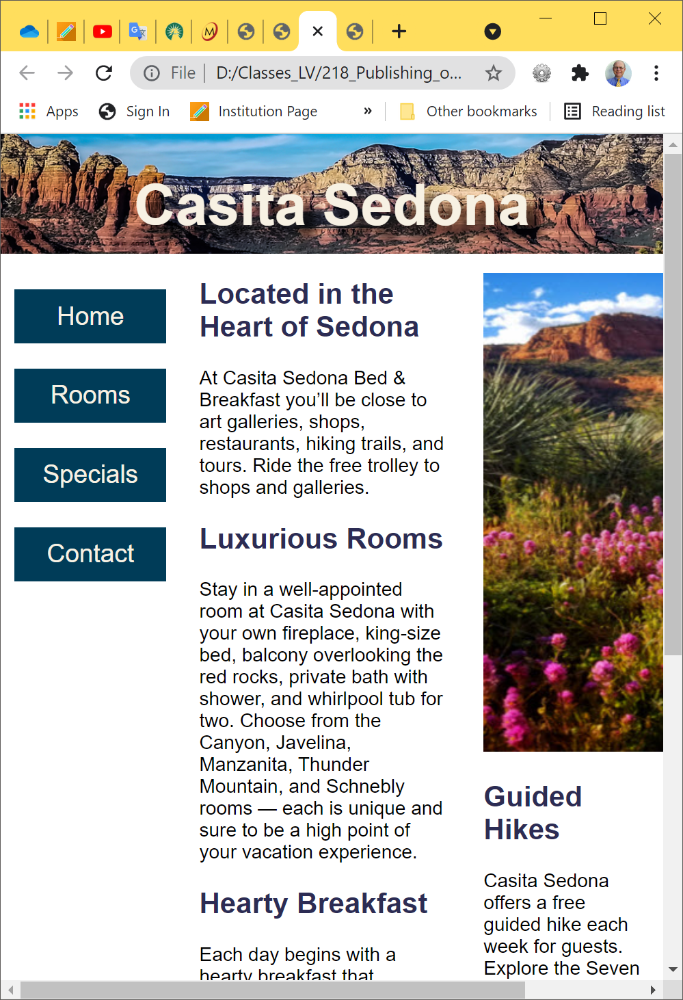 File
D:/Classes_LV/218_Publishing_o...
Apps
Sign In
Institution Page
»
Other bookmarks
Reading list
Casita Sedona
Home
Rooms
Specials
Contact
Located in the
Heart of Sedona
At Casita Sedona Bed &
Breakfast you’ll be close to
art galleries, shops,
restaurants, hiking trails, and
tours. Ride the free trolley to
shops and galleries.
Luxurious Rooms
Stay in a well-appointed
room at Casita Sedona with
your own fireplace, king-size
bed, balcony overlooking the
red rocks, private bath with
shower, and whirlpool tub for
two. Choose from the
Canyon, Javelina,
Manzanita, Thunder
Mountain, and Schnebly
rooms — each is unique and
sure to be a high point of
your vacation experience.
Hearty Breakfast
Each day begins with a
hearty breakfast that
Guided
Hikes
Casita Sedona
offers a free
guided hike each
week for guests.
Explore the Seven